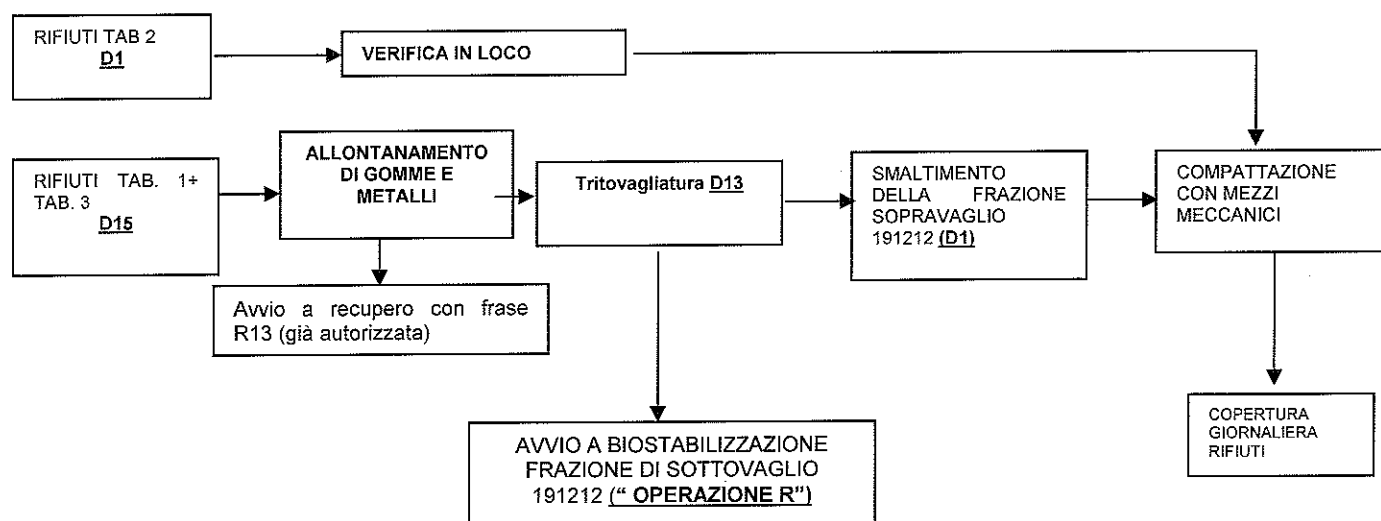 RIFIUTI TAB 2
D1
VERIFICA IN LOCO
RIFIUTI TAB. 1+
TAB. 3
D15
ALLONTANAMENTO
DI GOMME E
METALLI
Tritovagliatura D13
SMALTIMENTO
DELLA FRAZIONE
SOPRAVAGLIO
191212 (D1)
COMPATTAZIONE
CON MEZZI
MECCANICI
Avvio a recupero con frase
R13 (già autorizzata)
AVVIO A BIOSTABILIZZAZIONE
FRAZIONE DI SOTTOVAGLIO
191212 (“ OPERAZIONE R”)
COPERTURA
GIORNALIERA
RIFIUTI